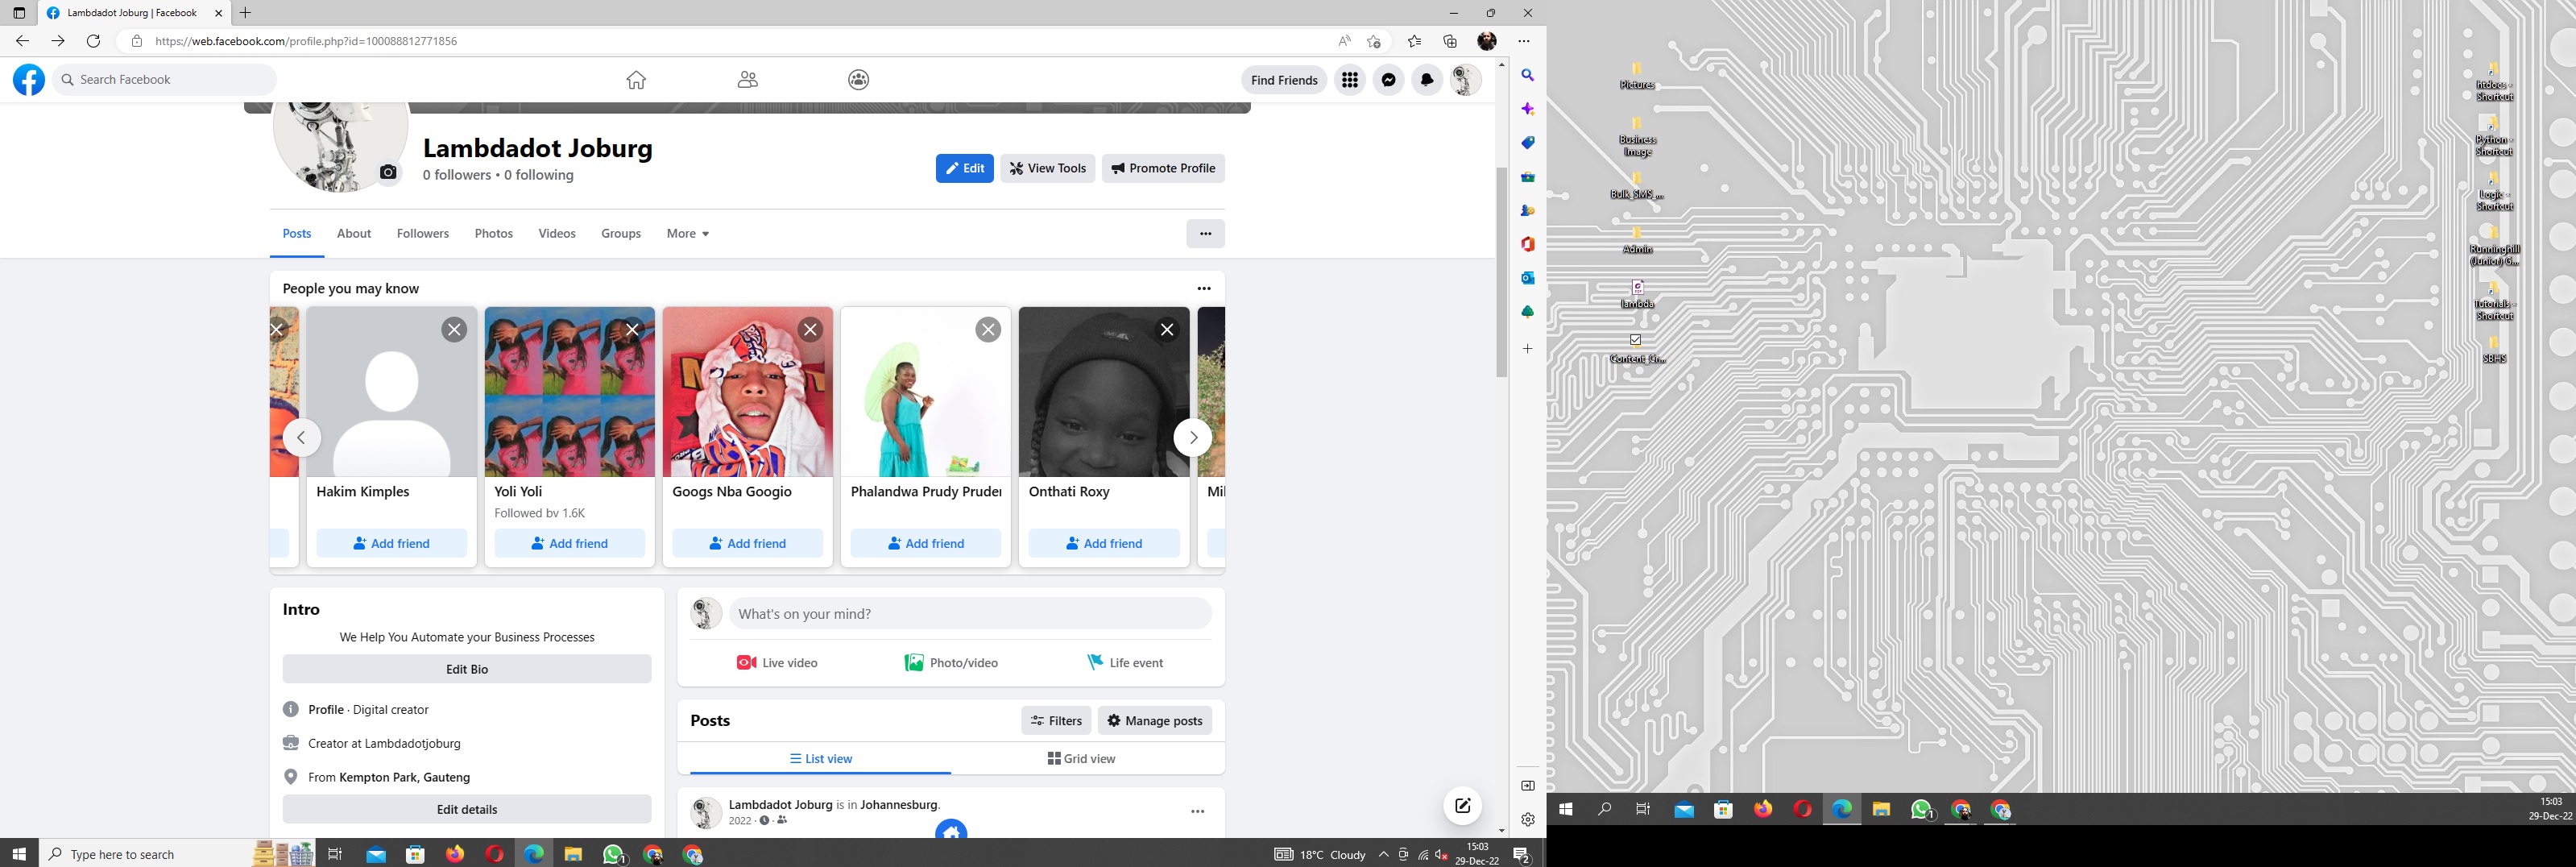 Lambdadot Joburg | Facebook
https://web.facebook.com/profile.php?id=100088812771856
Search Facebook
Find Friends
Lambdadot Joburg
0 followers • 0 following
Edit
View Tools
Promote Profile
Posts
About
Followers
Photos
Videos
Groups
More
People you may know
Hakim Kimples
Yoli Yoli
Googs Nba Googio
Phalandwa Prudy Pruden
Onthati Roxy
Followed by 1.6K
Add friend
Add friend
Add friend
Add friend
Add friend
Intro
We Help You Automate your Business Processes
Edit Bio
Profile · Digital creator
Creator at Lambdadotjoburg
From Kempton Park, Gauteng
Edit details
What's on your mind?
Live video
Photo/video
Life event
Posts
Filters
Manage posts
List view
Grid view
Lambdadot Joburg is in Johannesburg.
2022
Type here to search
18°C Cloudy
15:03
29-Dec-22
2
Pictures
Business
Image
Bulk_SMS_...
Admin
lambda
Content_Cr...
htdocs -
Shortcut
Python -
Shortcut
Logic -
Shortcut
Runninghill
(Junior) G...
Tutorials -
Shortcut
SBHS
15:03
29-Dec-22